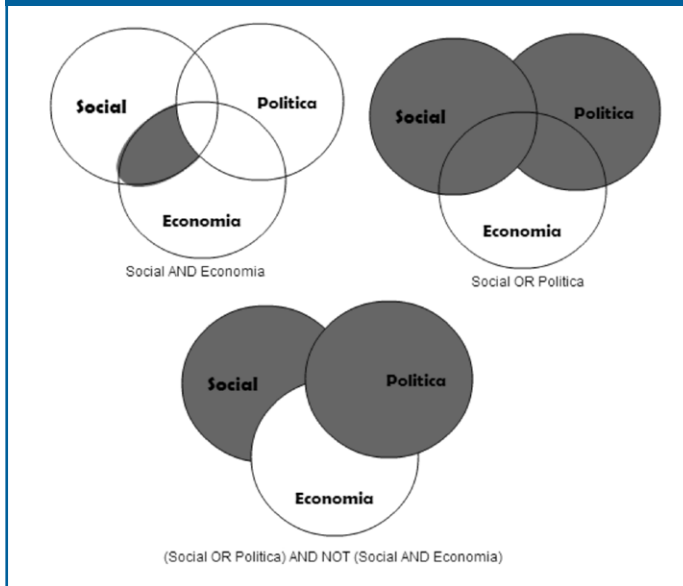 Social
Politica
Economia
Social AND Economia
Social
Politica
Economia
Social OR Politica
Social
Politica
Economia
(Social OR Politica) AND NOT (Social AND Economia)